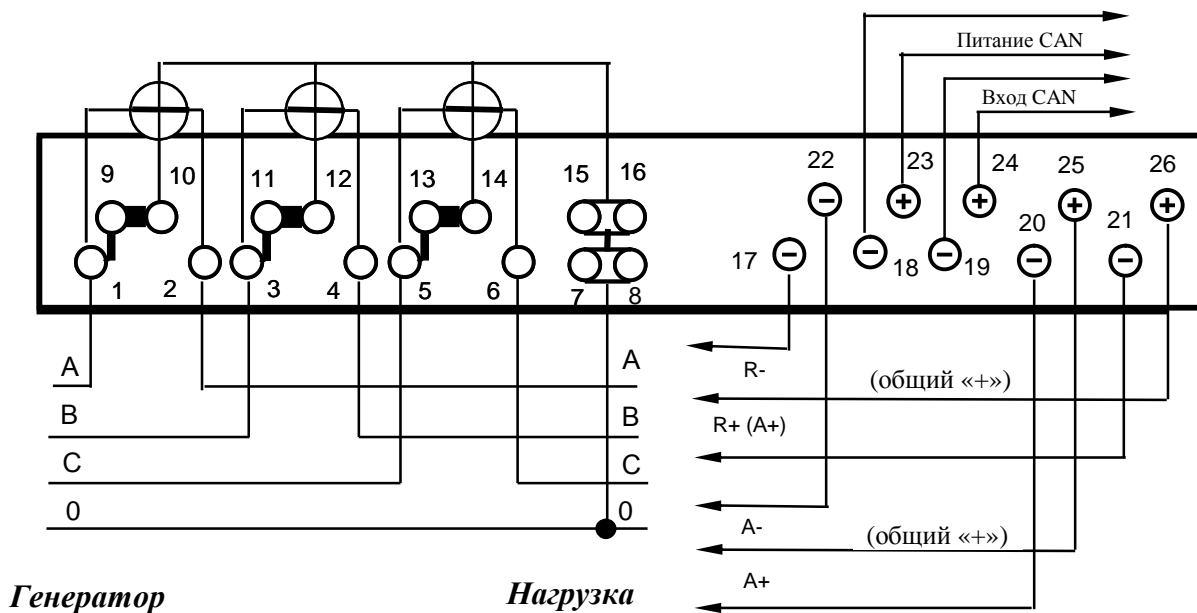 Питание CAN
Вход CAN
9 10 11 12 13 14 15 16 22 23 24 25 26
1 2 3 4 5 6 7 8 17 18 19 20 21
A A
B B
C C
0 0
R-
(общий «+»)
R+ (A+)
A-
(общий «+»)
A+
Генератор Нагрузка